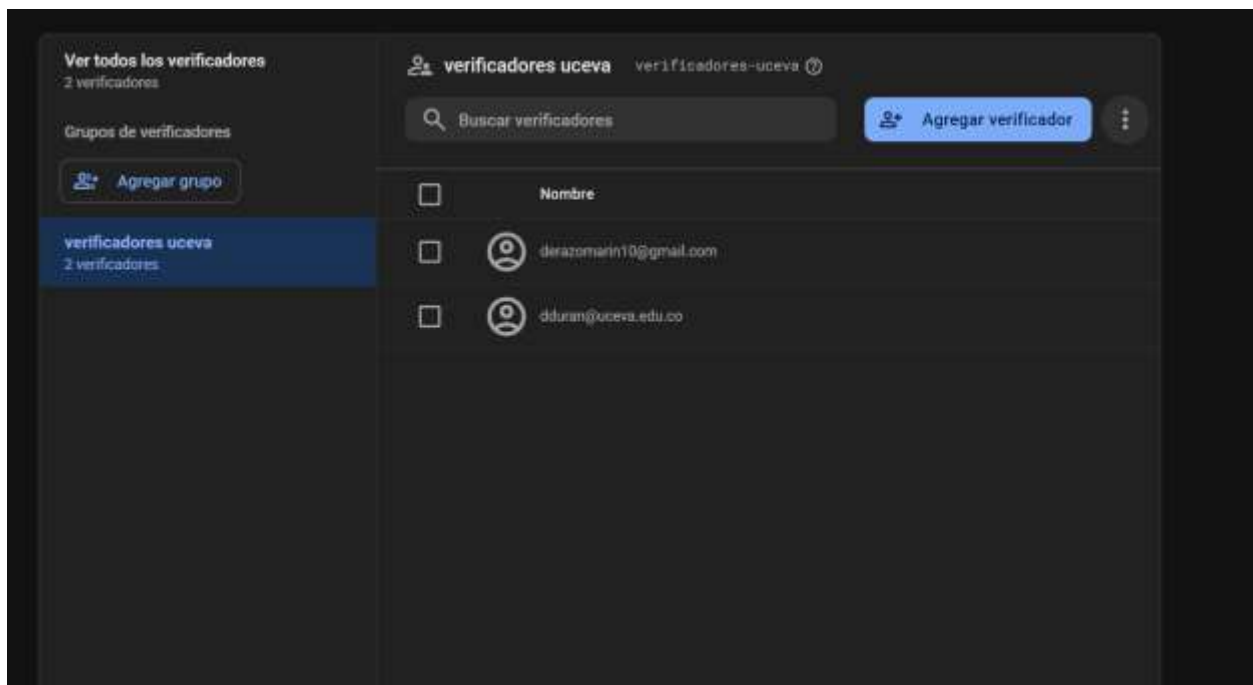 Ver todos los verificadores
2 verificadores
Grupos de verificadores
Agregar grupo
verificadores uceva
2 verificadores
verificadores uceva verificadores-uceva
Buscar verificadores
Agregar verificador
Nombre
derazomarin10@gmail.com
dduran@uceva.edu.co